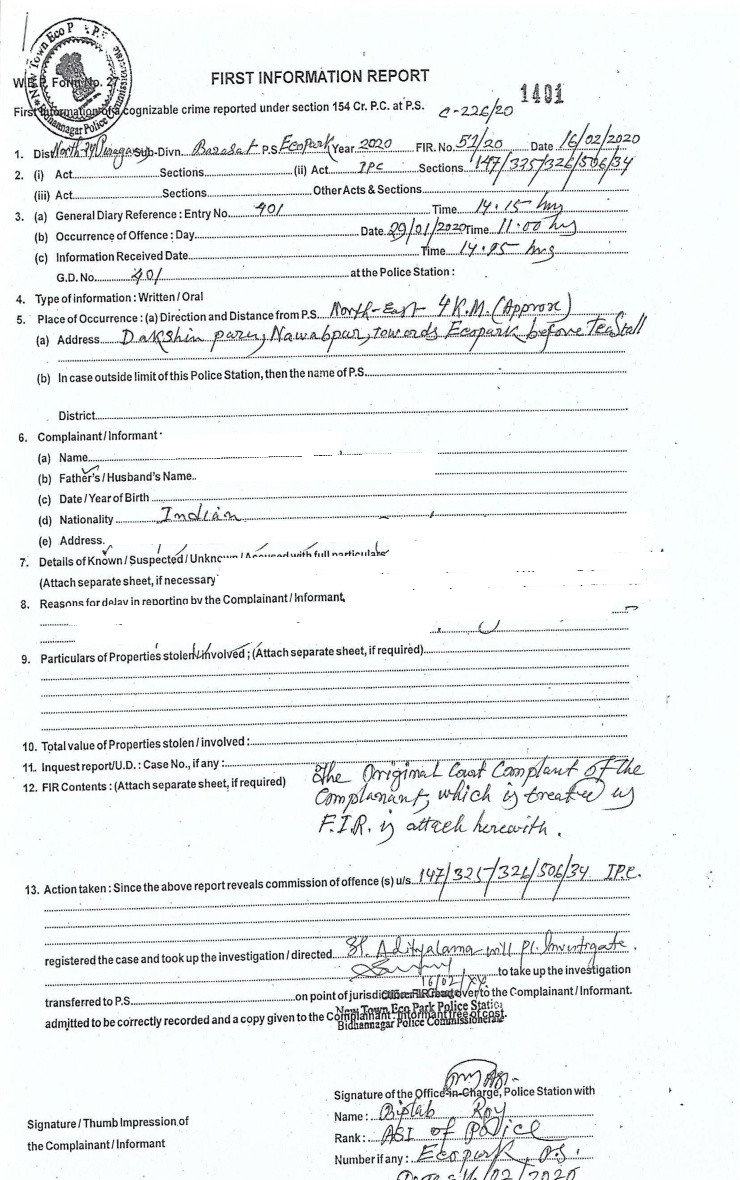 New Town Eco P P.P.
Bidhannagar Police Commissionerate
W.B.P. Form No. 27
FIRST INFORMATION REPORT
1401
First Information of a cognizable crime reported under section 154 Cr. P.C. at P.S. C-226/20
1. Dist North 24 Parganas Sub-Divn. Barasat P.S Ecopark Year 2020 FIR. No. 51/20 Date 16/02/2020
2. (i) Act Sections (ii) Act IPC Sections 147/325/326/506/34
(iii) Act Sections Other Acts & Sections
3. (a) General Diary Reference : Entry No. 401 Time 14.15 hrs
(b) Occurrence of Offence : Day Date 29/01/2020 Time 11.00 hrs
(c) Information Received Date Time 14.15 hrs
G.D. No. 401 at the Police Station :
4. Type of information : Written / Oral
5. Place of Occurrence : (a) Direction and Distance from P.S. North-East 4 K.M. (Approx)
(a) Address Dakshin pary, Nawabpur, towards Ecopark before Tea Stall
(b) In case outside limit of this Police Station, then the name of P.S.
District
6. Complainant / Informant
(a) Name
(b) Father's / Husband's Name
(c) Date / Year of Birth
(d) Nationality Indian
(e) Address.
7. Details of Known / Suspected / Unknown / Accused with full particulars
(Attach separate sheet, if necessary
8. Reasons for delay in reporting by the Complainant / Informant
9. Particulars of Properties stolen/involved ; (Attach separate sheet, if required)
10. Total value of Properties stolen / involved :
11. Inquest report/U.D. : Case No., if any :
12. FIR Contents : (Attach separate sheet, if required) The Original Court Complant of the
Complanant, which is treated us
F.I.R. is attach herewith.
13. Action taken : Since the above report reveals commission of offence (s) u/s 147/325/326/506/34 IPC.
registered the case and took up the investigation / directed SI. Adityalama will pl. Investigate.
to take up the investigation
16/02/XX
transferred to P.S. on point of jurisdiction FIR read over to the Complainant / Informant.
admitted to be correctly recorded and a copy given to the Complainant : Informant free of cost.
New Town Eco Park Police Station
Bidhannagar Police Commissionerate
Signature of the Office-in-Charge, Police Station with
Name : Biplab Roy
Signature / Thumb Impression of
the Complainant / Informant
Rank : ASI of Police
Number if any : Ecopark P.S.
Date 16/02/2020